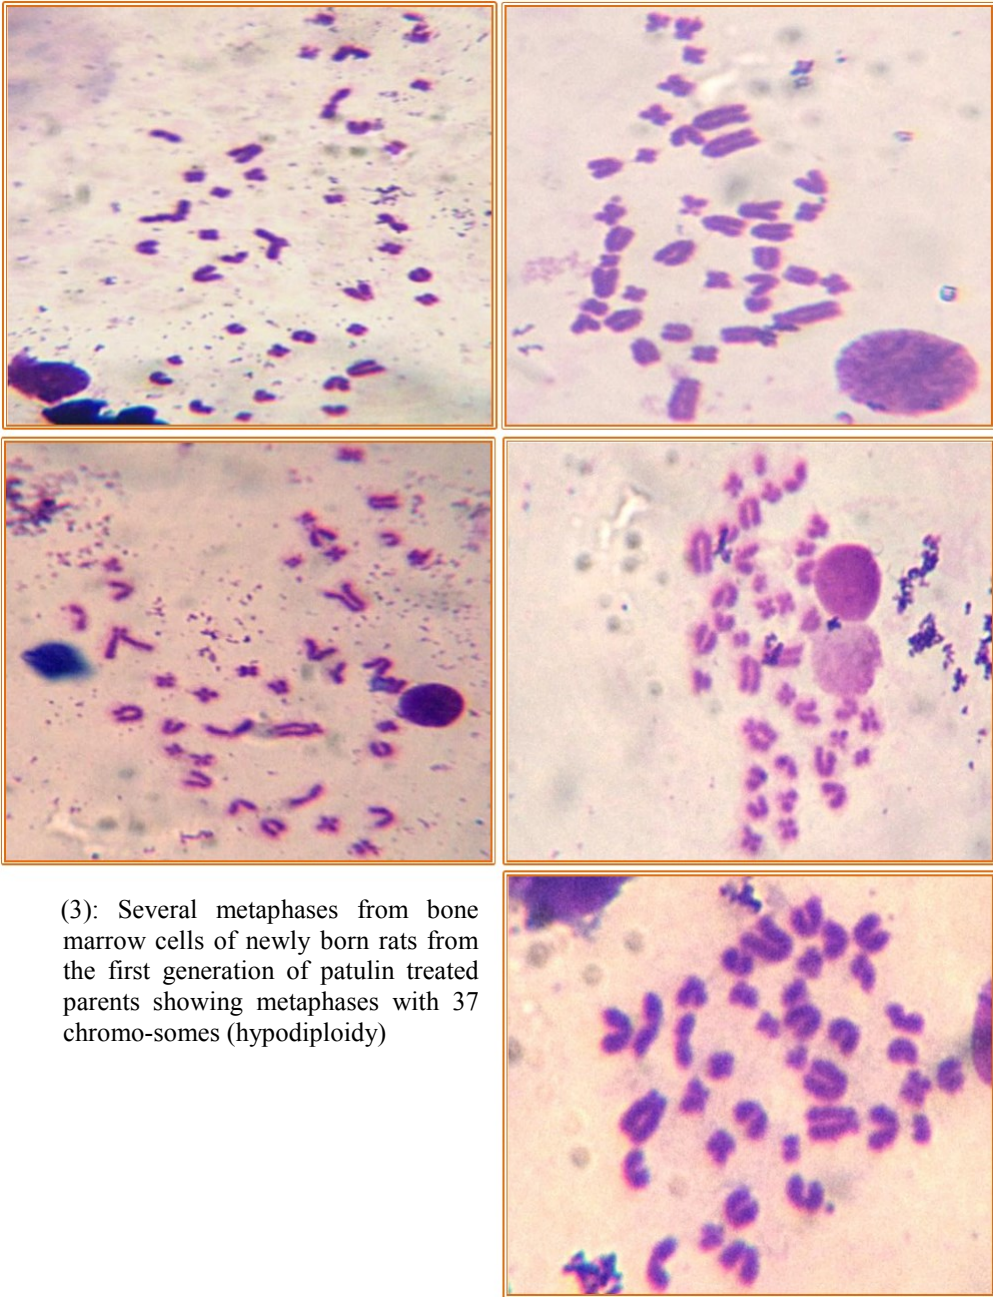 (3): Several metaphases from bone
marrow cells of newly born rats from
the first generation of patulin treated
parents showing metaphases with 37
chromo-somes (hypodiploidy)